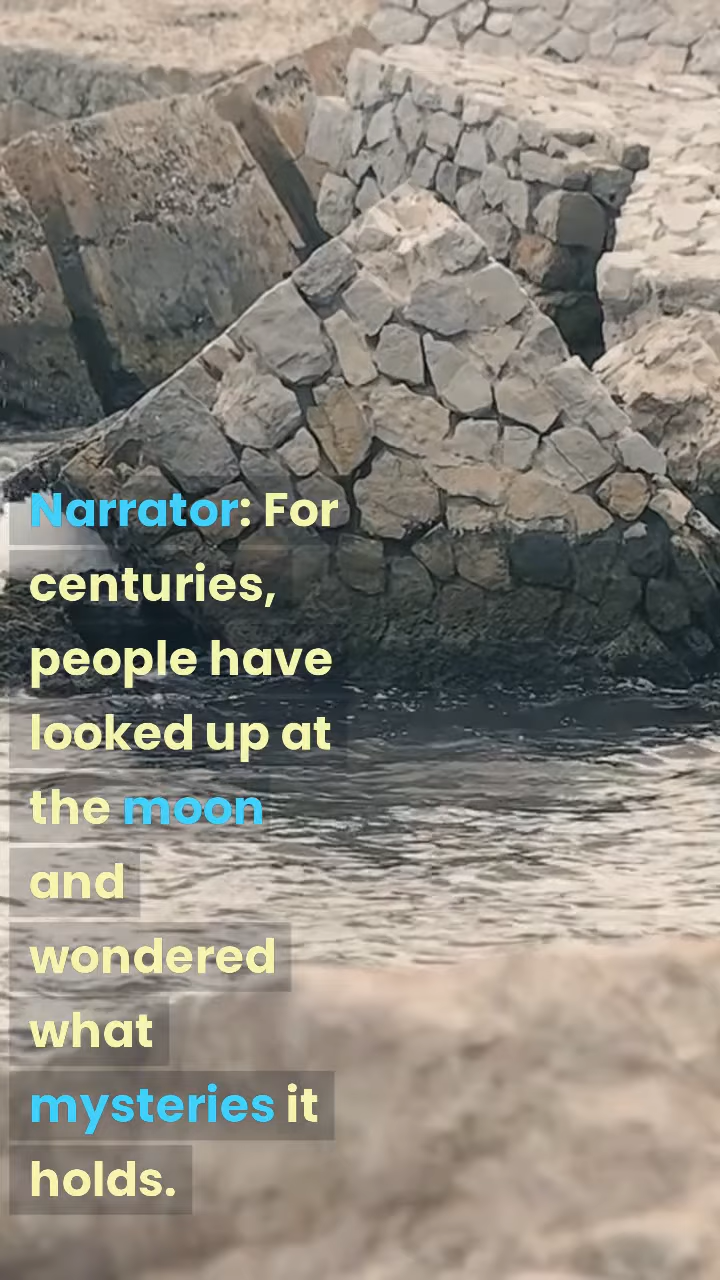 Narrator: For
centuries,
people have
looked up at
the moon
and
wondered
what
mysteries it
holds.